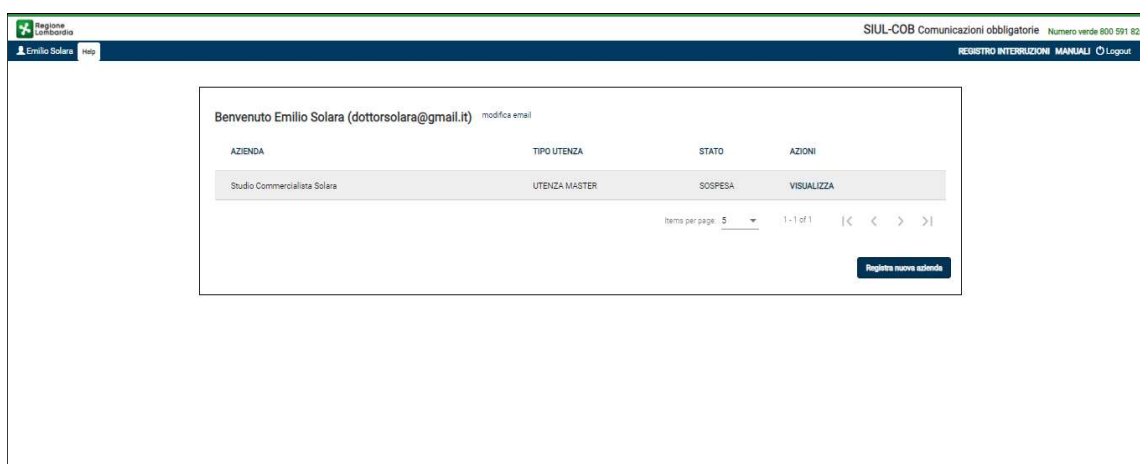 Regione
Lombardia
SIUL-COB Comunicazioni obbligatorie Numero verde 800 591 82
Emilio Solara Help
REGISTRO INTERRUZIONI MANUALI Logout
Benvenuto Emilio Solara (dottorsolara@gmail.it) modifica email
AZIENDA TIPO UTENZA STATO AZIONI
Studio Commercialista Solara UTENZA MASTER SOSPESA VISUALIZZA
Items per page: 5 1 - 1 of 1
Registra nuova azienda